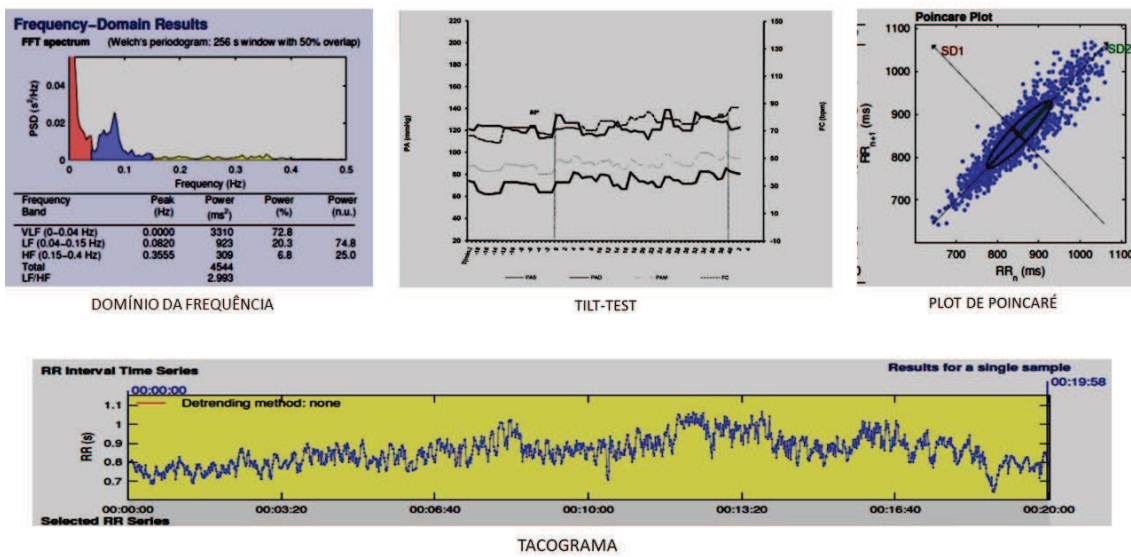 Frequency-Domain Results
FFT spectrum (Welch's periodogram: 256 s window with 50% overlap)
0.04
0.02
0
PSD (s²/Hz)
0 0.1 0.2 0.3 0.4 0.5
Frequency (Hz)
Frequency Band Peak (Hz) Power (ms²) Power (%) Power (n.u.)
VLF (0-0.04 Hz) 0.0000 3310 72.8
LF (0.04-0.15 Hz) 0.0820 923 20.3 74.8
HF (0.15-0.4 Hz) 0.3555 309 6.8 25.0
Total 4544
LF/HF 2.993
DOMÍNIO DA FREQUÊNCIA
220
200
180
160
140
120
100
80
60
40
20
PA (mmHg)
150
130
110
90
70
50
30
10
-10
FC (bpm)
PAS PAD PAM FC
TILT-TEST
Poincare Plot
SD1
SD2
1100
1000
900
800
700
RRn+1 (ms)
700 800 900 1000 1100
RRn (ms)
PLOT DE POINCARÉ
RR Interval Time Series
Results for a single sample
00:00:00
00:19:58
Detrending method: none
1.1
1
0.9
0.8
0.7
RR (s)
00:00:00 00:03:20 00:06:40 00:10:00 00:13:20 00:16:40 00:20:00
Selected RR Series
TACOGRAMA